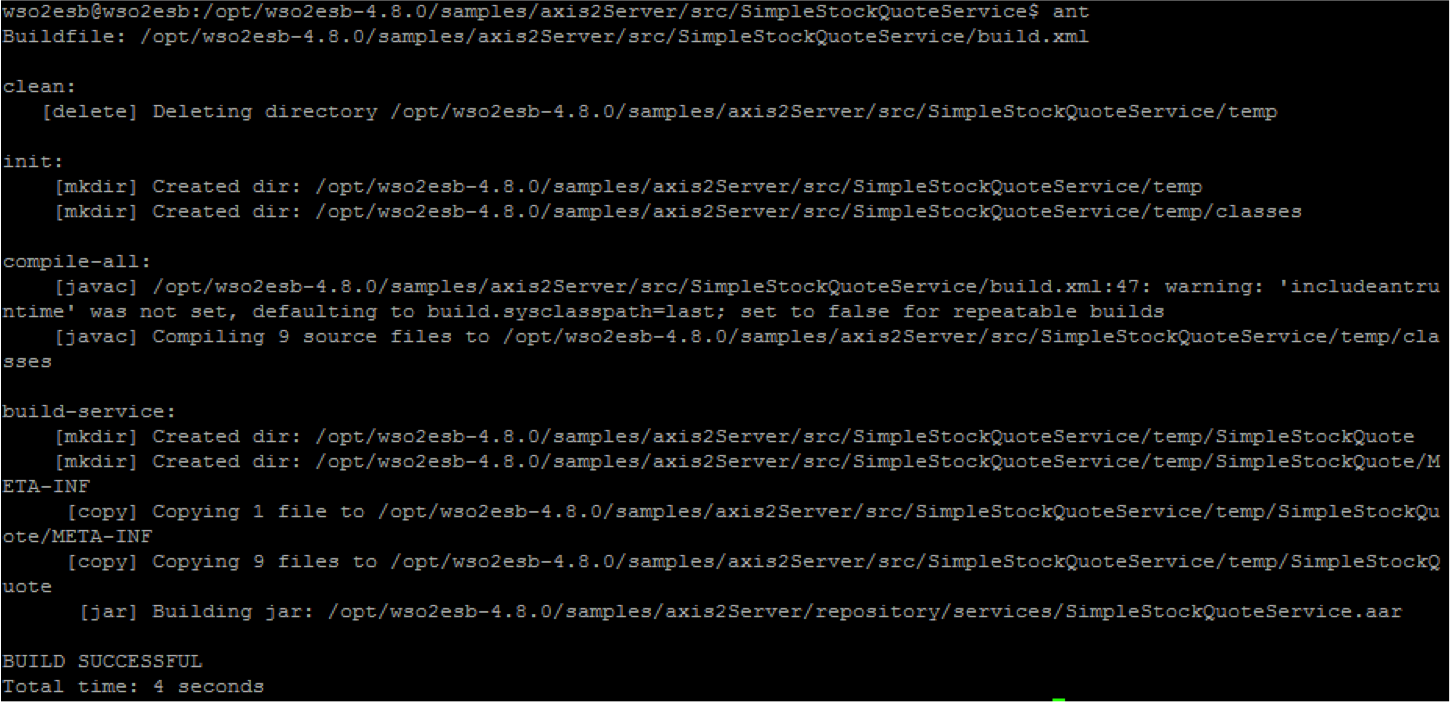 wso2esb@wso2esb:/opt/wso2esb-4.8.0/samples/axis2Server/src/SimpleStockQuoteService$ ant
Buildfile: /opt/wso2esb-4.8.0/samples/axis2Server/src/SimpleStockQuoteService/build.xml
clean:
[delete] Deleting directory /opt/wso2esb-4.8.0/samples/axis2Server/src/SimpleStockQuoteService/temp
init:
[mkdir] Created dir: /opt/wso2esb-4.8.0/samples/axis2Server/src/SimpleStockQuoteService/temp
[mkdir] Created dir: /opt/wso2esb-4.8.0/samples/axis2Server/src/SimpleStockQuoteService/temp/classes
compile-all:
[javac] /opt/wso2esb-4.8.0/samples/axis2Server/src/SimpleStockQuoteService/build.xml:47: warning: 'includeantru
ntime' was not set, defaulting to build.sysclasspath=last; set to false for repeatable builds
[javac] Compiling 9 source files to /opt/wso2esb-4.8.0/samples/axis2Server/src/SimpleStockQuoteService/temp/cla
sses
build-service:
[mkdir] Created dir: /opt/wso2esb-4.8.0/samples/axis2Server/src/SimpleStockQuoteService/temp/SimpleStockQuote
[mkdir] Created dir: /opt/wso2esb-4.8.0/samples/axis2Server/src/SimpleStockQuoteService/temp/SimpleStockQuote/M
ETA-INF
[copy] Copying 1 file to /opt/wso2esb-4.8.0/samples/axis2Server/src/SimpleStockQuoteService/temp/SimpleStockQu
ote/META-INF
[copy] Copying 9 files to /opt/wso2esb-4.8.0/samples/axis2Server/src/SimpleStockQuoteService/temp/SimpleStockQ
uote
[jar] Building jar: /opt/wso2esb-4.8.0/samples/axis2Server/repository/services/SimpleStockQuoteService.aar
BUILD SUCCESSFUL
Total time: 4 seconds